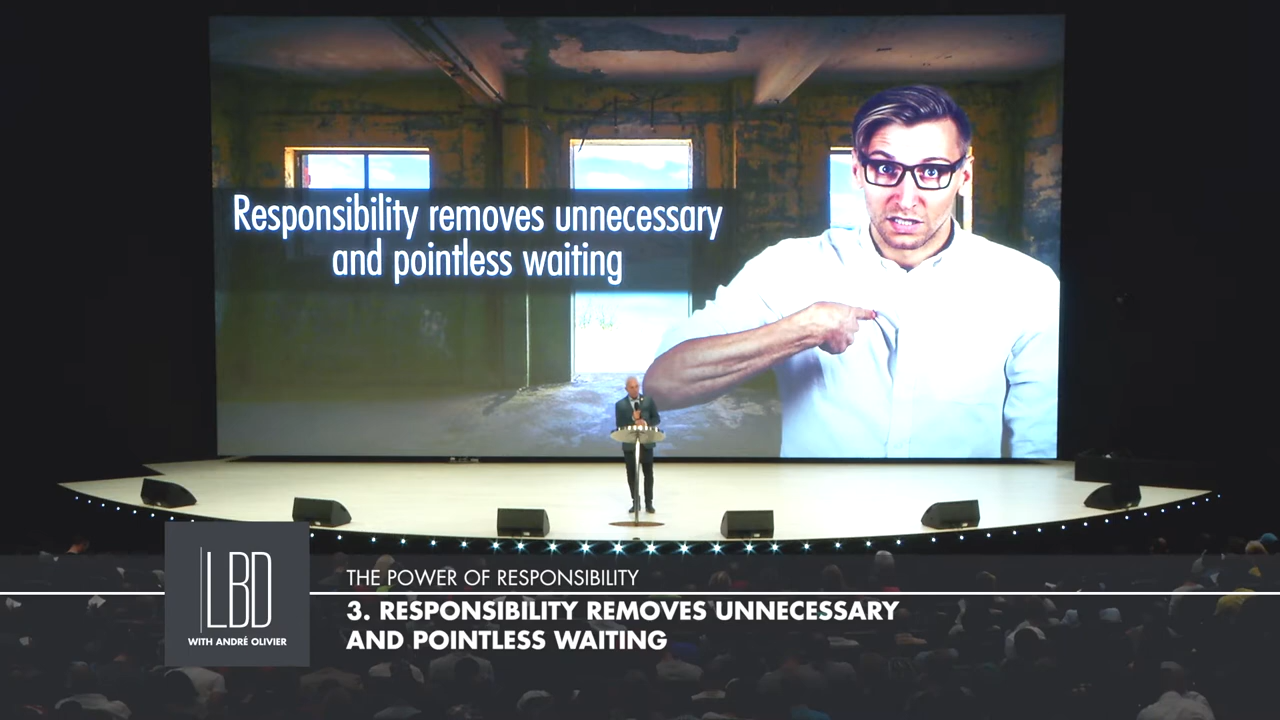 Responsibility removes unnecessary
and pointless waiting
LBD
WITH ANDRÉ OLIVIER
THE POWER OF RESPONSIBILITY
3. RESPONSIBILITY REMOVES UNNECESSARY
AND POINTLESS WAITING